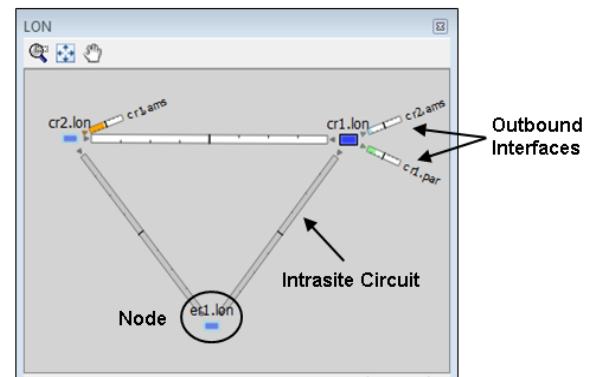 LON
cr1.ams
cr2.lon
cr1.lon
cr2.ams
cr1.par
Outbound
Interfaces
Intrasite Circuit
Node
er1.lon